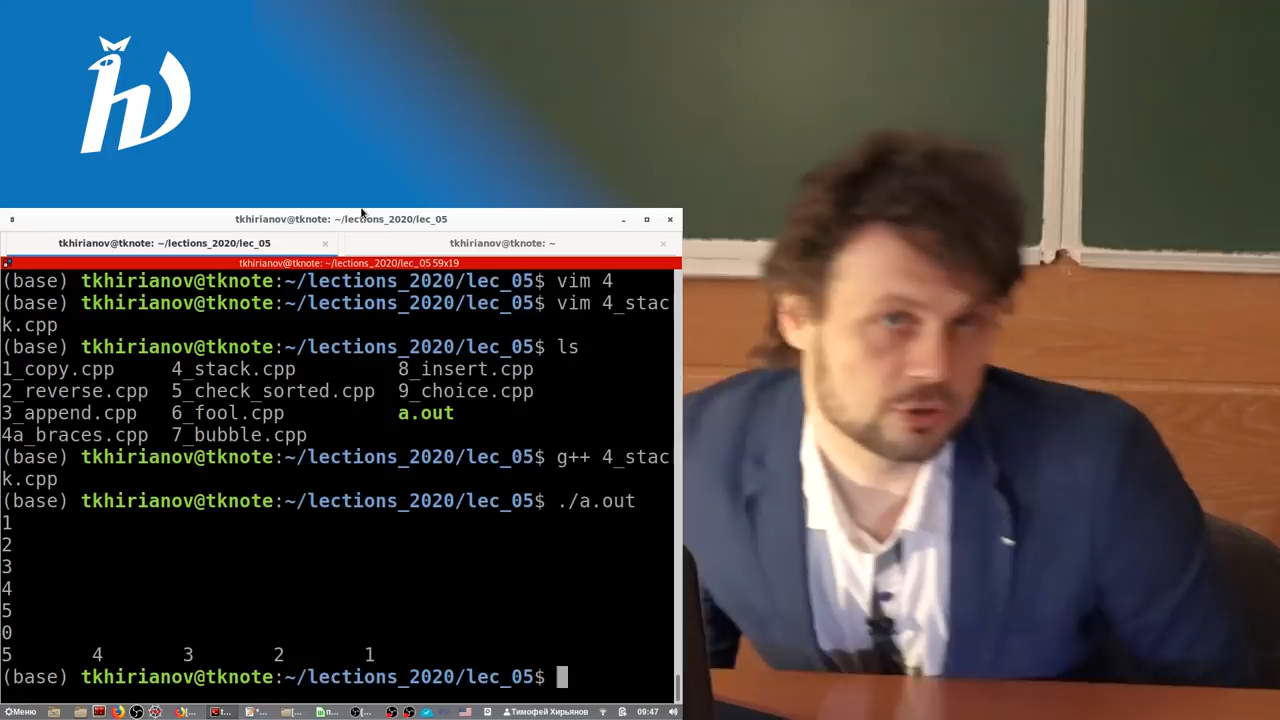 tkhirianov@tknote: ~/lections_2020/lec_05
tkhirianov@tknote: ~/lections_2020/lec_05 tkhirianov@tknote: ~
tkhirianov@tknote: ~/lections_2020/lec_05 59x19
(base) tkhirianov@tknote:~/lections_2020/lec_05$ vim 4
(base) tkhirianov@tknote:~/lections_2020/lec_05$ vim 4_stac
k.cpp
(base) tkhirianov@tknote:~/lections_2020/lec_05$ ls
1_copy.cpp 4_stack.cpp 8_insert.cpp
2_reverse.cpp 5_check_sorted.cpp 9_choice.cpp
3_append.cpp 6_fool.cpp a.out
4a_braces.cpp 7_bubble.cpp
(base) tkhirianov@tknote:~/lections_2020/lec_05$ g++ 4_stac
k.cpp
(base) tkhirianov@tknote:~/lections_2020/lec_05$ ./a.out
1
2
3
4
5
0
5 4 3 2 1
(base) tkhirianov@tknote:~/lections_2020/lec_05$
Меню Тимофей Хирьянов 09:47